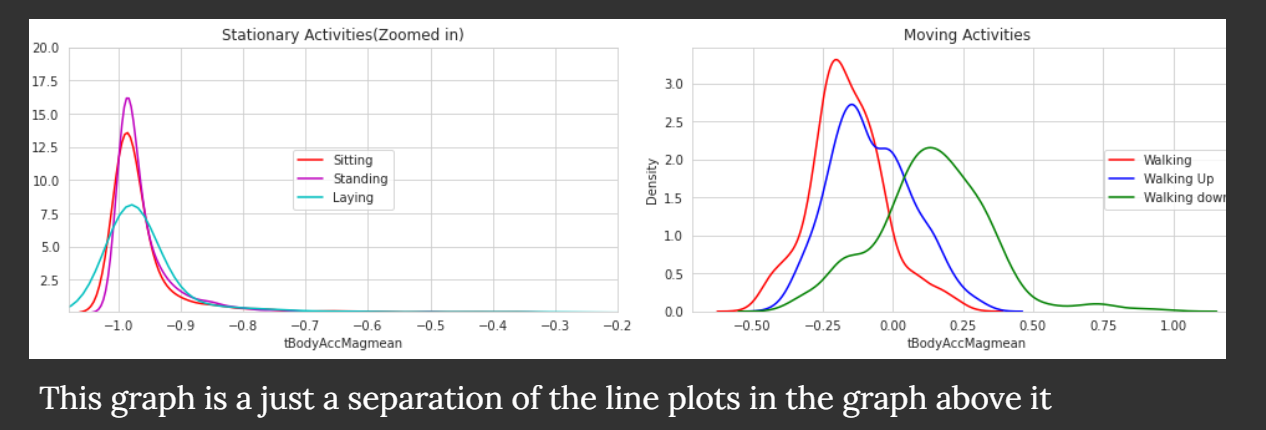 Stationary Activities(Zoomed in)
20.0
17.5
15.0
12.5
10.0
7.5
5.0
2.5
−1.0 −0.9 −0.8 −0.7 −0.6 −0.5 −0.4 −0.3 −0.2
tBodyAccMagmean
Sitting
Standing
Laying
Moving Activities
Density
3.0
2.5
2.0
1.5
1.0
0.5
0.0
−0.50 −0.25 0.00 0.25 0.50 0.75 1.00
tBodyAccMagmean
Walking
Walking Up
Walking down
This graph is a just a separation of the line plots in the graph above it